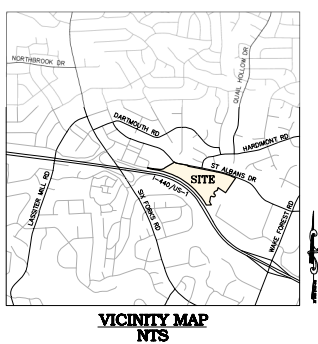 NORTHBROOK DR
QUAIL HOLLOW DR
DARTMOUTH RD
HARDIMONT RD
ST ALBANS DR
SITE
I-440/US-1
LASSITER MILL RD
SIX FORKS RD
WAKE FOREST RD
VICINITY MAP
NTS